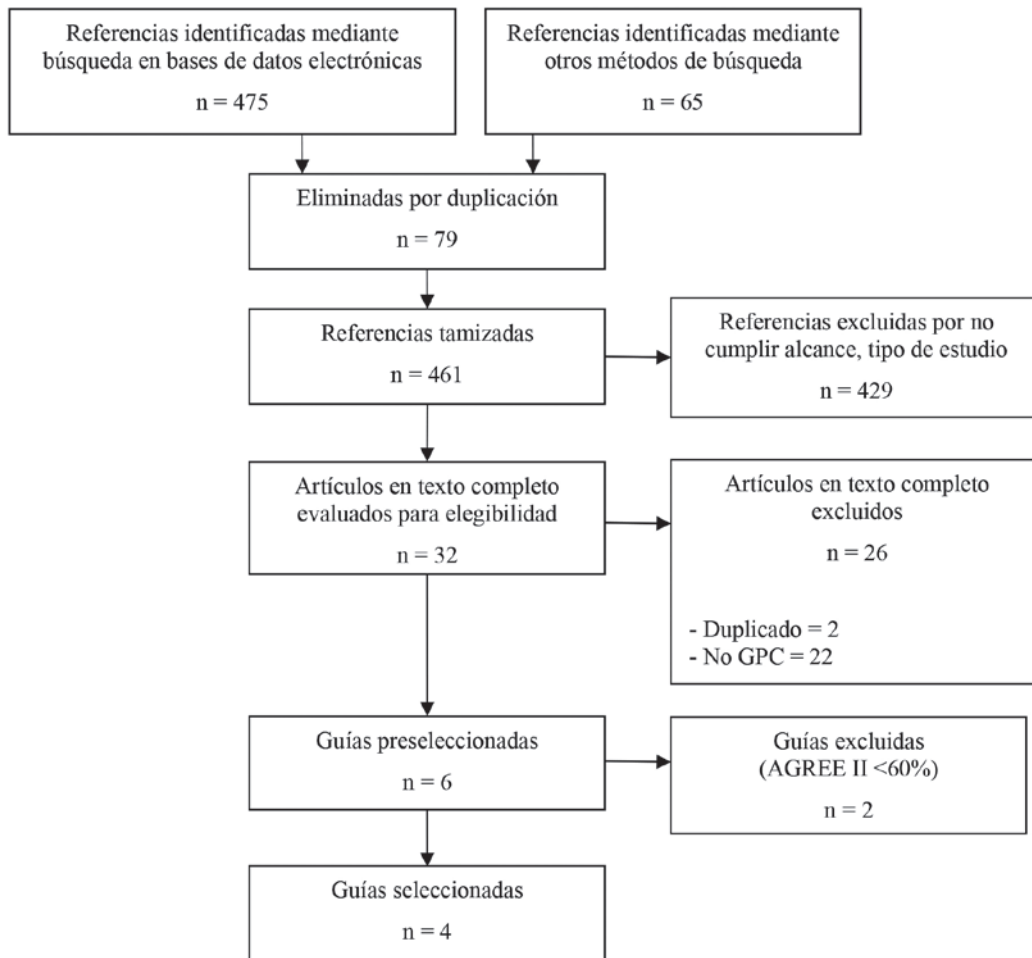 Referencias identificadas mediante
búsqueda en bases de datos electrónicas
n = 475
Referencias identificadas mediante
otros métodos de búsqueda
n = 65
Eliminadas por duplicación
n = 79
Referencias tamizadas
n = 461
Referencias excluidas por no
cumplir alcance, tipo de estudio
n = 429
Artículos en texto completo
evaluados para elegibilidad
n = 32
Artículos en texto completo
excluidos
n = 26
- Duplicado = 2
- No GPC = 22
Guías preseleccionadas
n = 6
Guías excluidas
(AGREE II <60%)
n = 2
Guías seleccionadas
n = 4